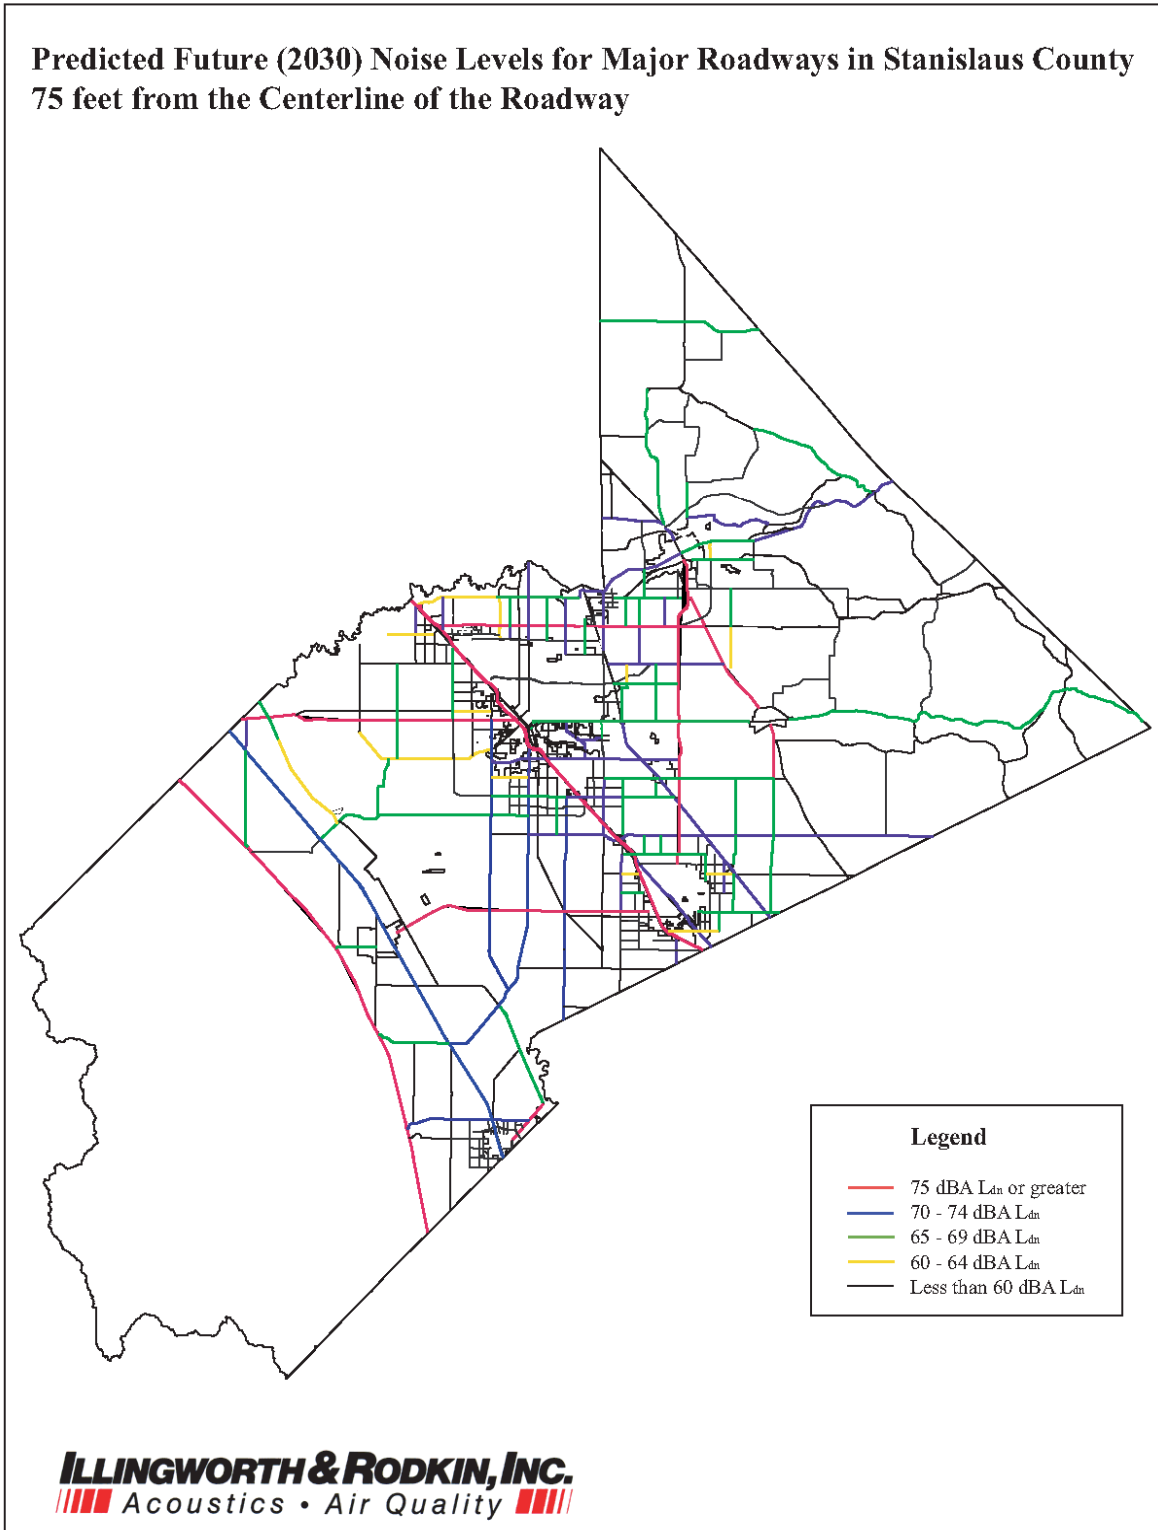 Predicted Future (2030) Noise Levels for Major Roadways in Stanislaus County
75 feet from the Centerline of the Roadway
Legend
75 dBA Ldn or greater
70 - 74 dBA Ldn
65 - 69 dBA Ldn
60 - 64 dBA Ldn
Less than 60 dBA Ldn
ILLINGWORTH & RODKIN, INC.
Acoustics • Air Quality